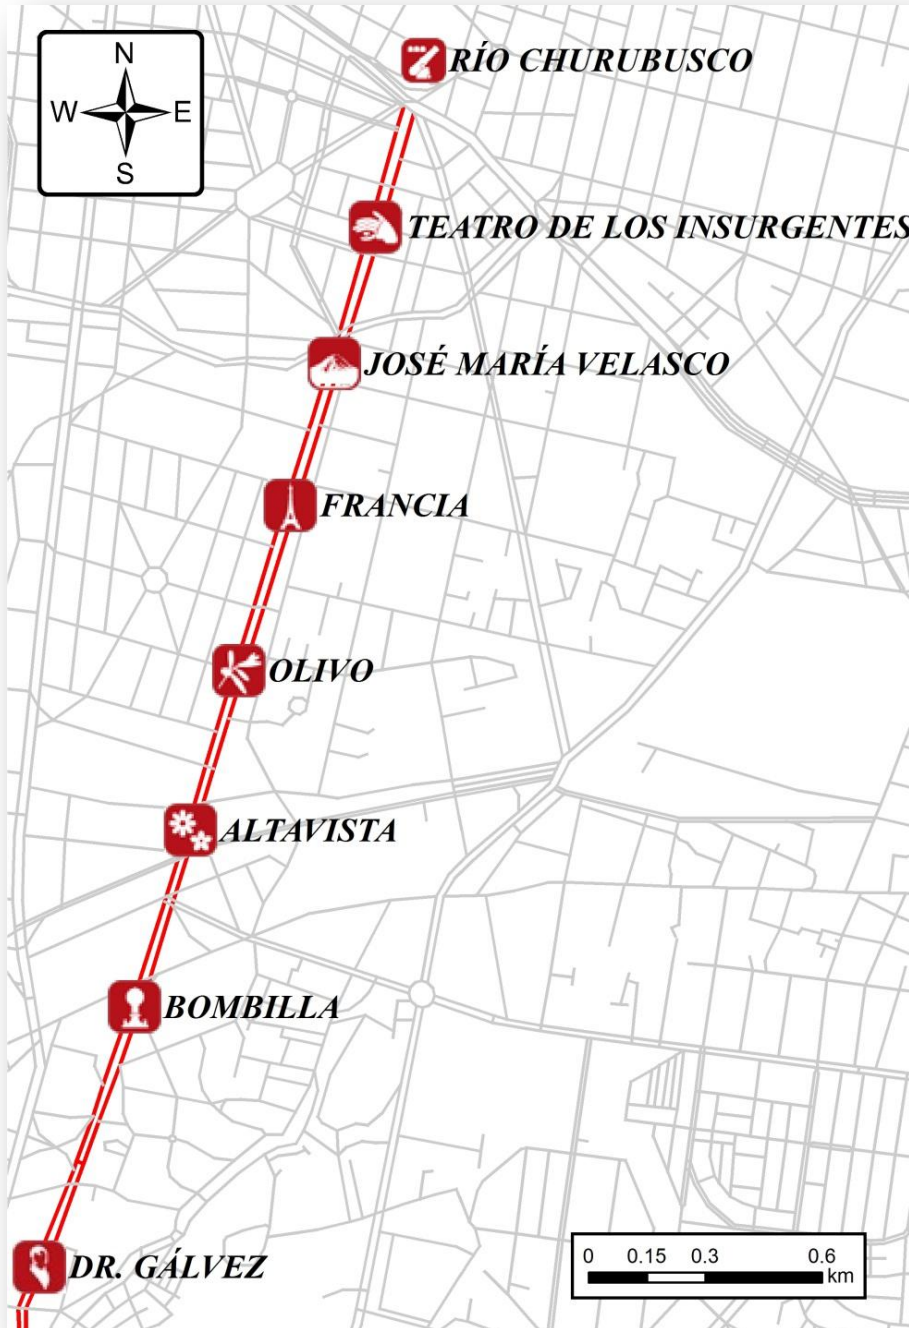 N
W E
S
RÍO CHURUBUSCO
TEATRO DE LOS INSURGENTES
JOSÉ MARÍA VELASCO
FRANCIA
OLIVO
ALTAVISTA
BOMBILLA
DR. GÁLVEZ
0 0.15 0.3 0.6
km